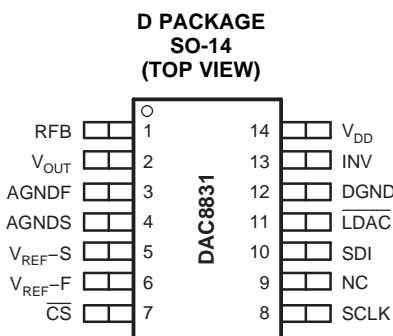 D PACKAGE
SO-14
(TOP VIEW)
RFB 1 14 VDD
VOUT 2 13 INV
AGNDF 3 12 DGND
AGNDS 4 11 LDAC
VREF–S 5 10 SDI
VREF–F 6 9 NC
CS 7 8 SCLK
DAC8831